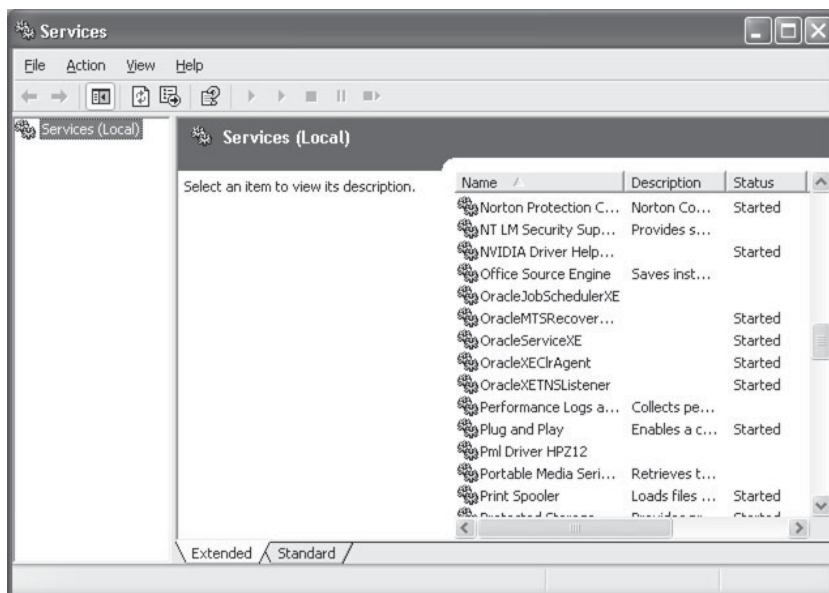 Services
File Action View Help
Services (Local)
Services (Local)
Select an item to view its description.
Name Description Status
Norton Protection C... Norton Co... Started
NT LM Security Sup... Provides s...
NVIDIA Driver Help... Started
Office Source Engine Saves inst...
OracleJobSchedulerXE
OracleMTSRecover... Started
OracleServiceXE Started
OracleXEClrAgent Started
OracleXETNSListener Started
Performance Logs a... Collects pe...
Plug and Play Enables a c... Started
Pml Driver HPZ12
Portable Media Seri... Retrieves t...
Print Spooler Loads files ... Started
Extended Standard